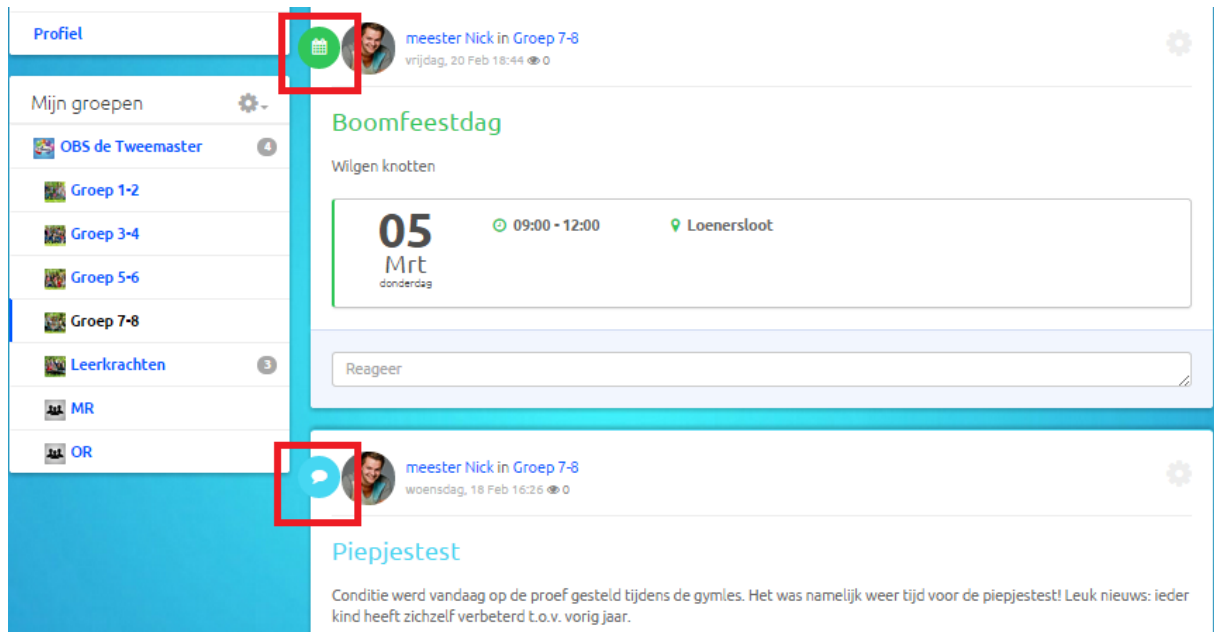 Profiel
Mijn groepen
OBS de Tweemaster 4
Groep 1-2
Groep 3-4
Groep 5-6
Groep 7-8
Leerkrachten 3
MR
OR
meester Nick in Groep 7-8
vrijdag, 20 Feb 18:44 0
Boomfeestdag
Wilgen knotten
05
Mrt
donderdag
09:00 - 12:00
Loenersloot
Reageer
meester Nick in Groep 7-8
woensdag, 18 Feb 16:26 0
Piepjestest
Conditie werd vandaag op de proef gesteld tijdens de gymles. Het was namelijk weer tijd voor de piepjestest! Leuk nieuws: ieder
kind heeft zichzelf verbeterd t.o.v. vorig jaar.